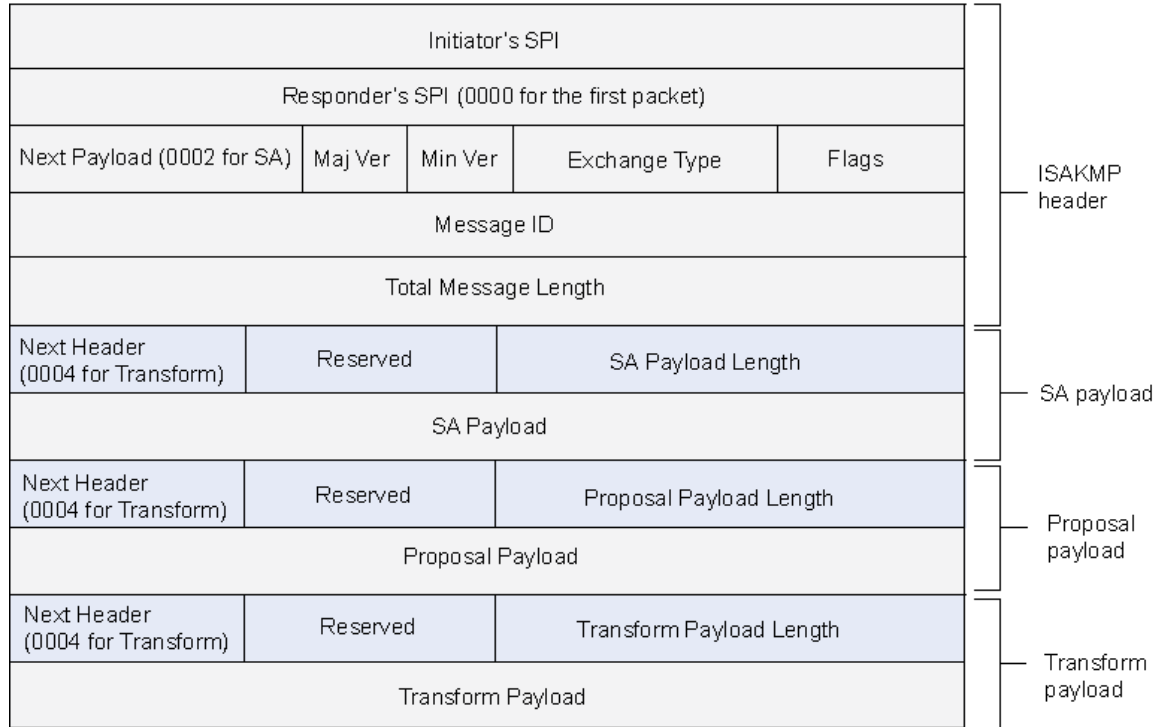 Initiator's SPI
Responder's SPI (0000 for the first packet)
Next Payload (0002 for SA)
Maj Ver
Min Ver
Exchange Type
Flags
Message ID
Total Message Length
ISAKMP
header
Next Header
(0004 for Transform)
Reserved
SA Payload Length
SA Payload
SA payload
Next Header
(0004 for Transform)
Reserved
Proposal Payload Length
Proposal Payload
Proposal
payload
Next Header
(0004 for Transform)
Reserved
Transform Payload Length
Transform Payload
Transform
payload